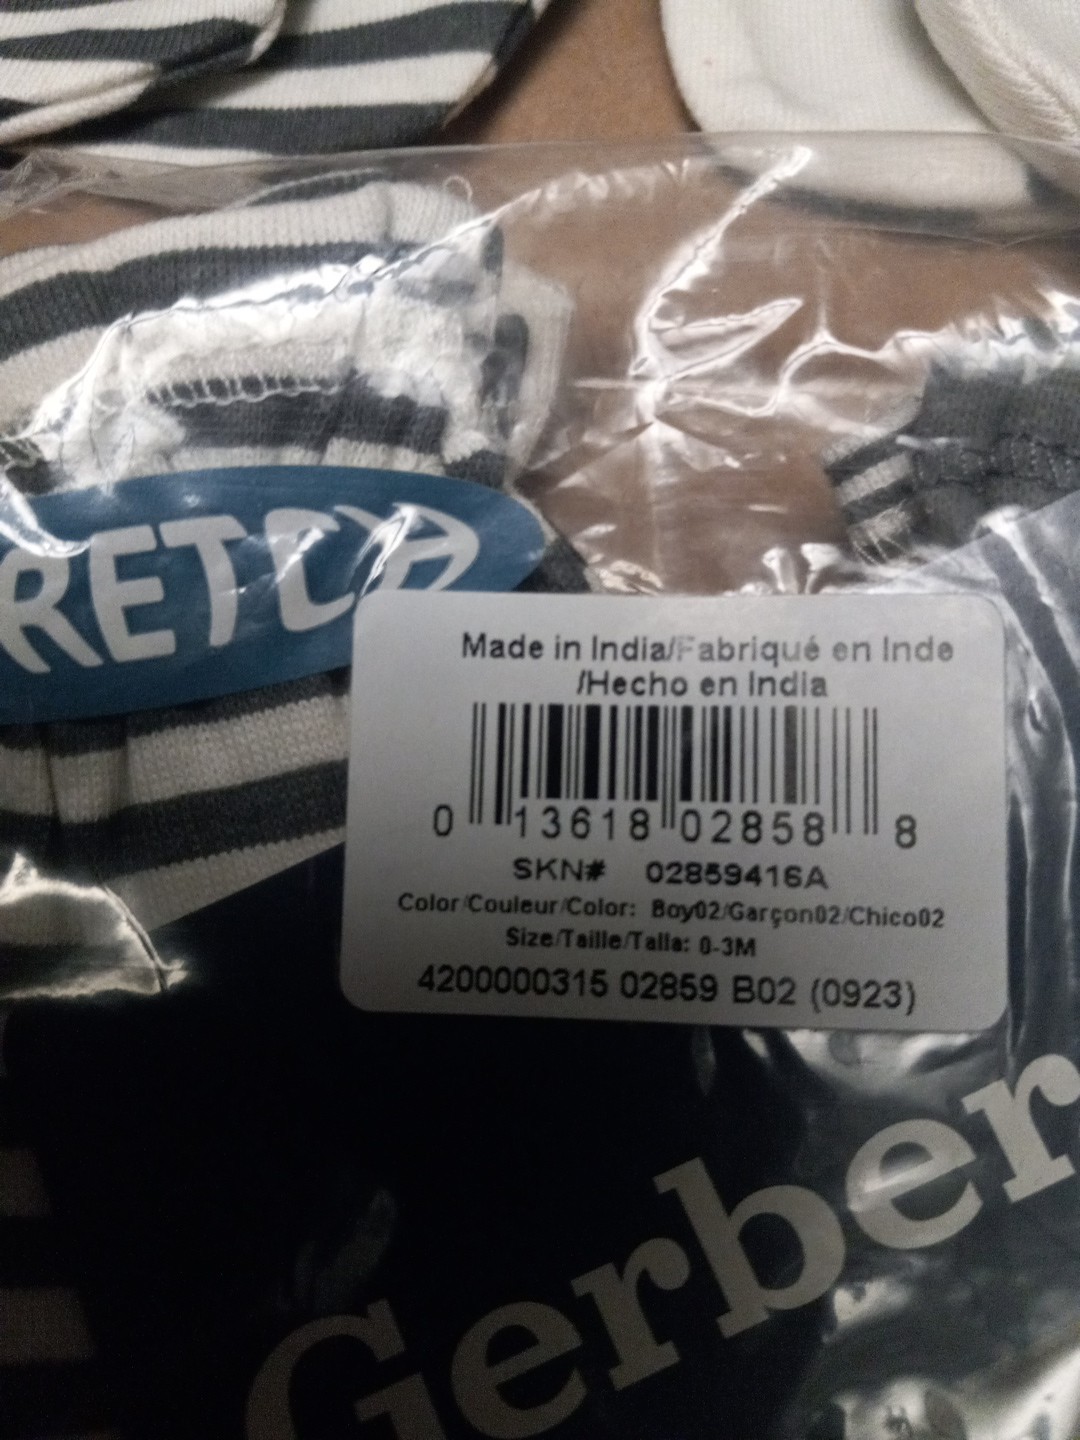 RETCH
Made in India/Fabriqué en Inde
/Hecho en India
0 13618 02858 8
SKN# 02859416A
Color/Couleur/Color: Boy02/Garçon02/Chico02
Size/Taille/Talla: 0-3M
4200000315 02859 B02 (0923)
Gerber